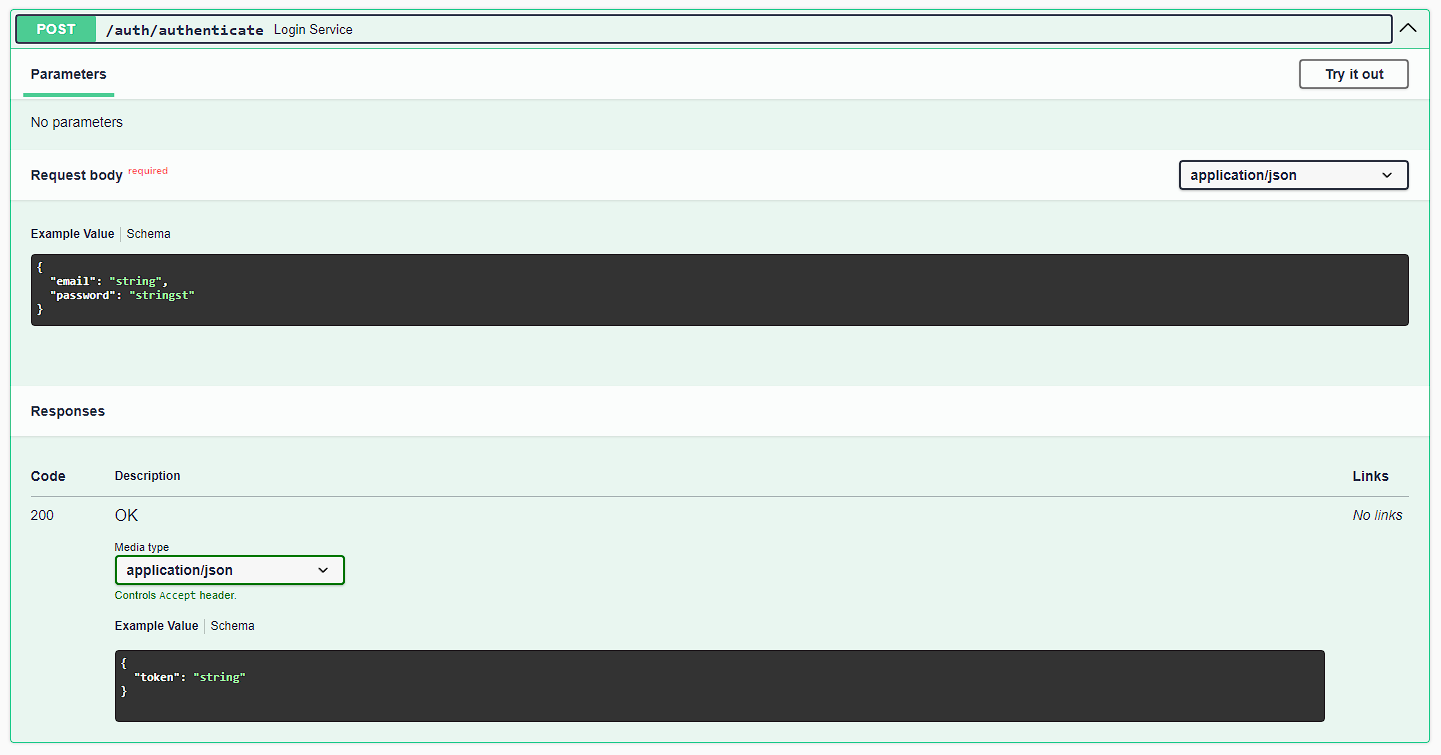 POST /auth/authenticate Login Service
Parameters Try it out
No parameters
Request body required application/json
Example Value Schema
{
"email": "string",
"password": "stringst"
}
Responses
Code Description Links
200 OK No links
Media type
application/json
Controls Accept header.
Example Value Schema
{
"token": "string"
}